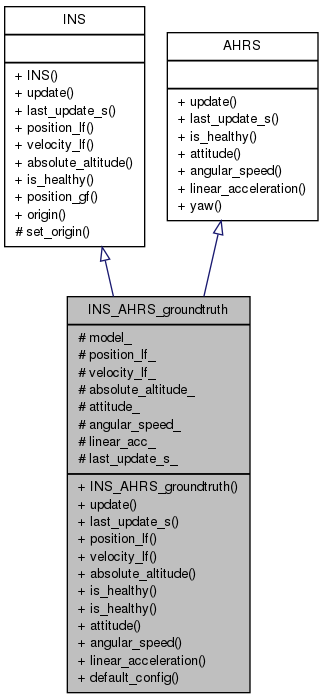 INS
+ INS()
+ update()
+ last_update_s()
+ position_lf()
+ velocity_lf()
+ absolute_altitude()
+ is_healthy()
+ position_gf()
+ origin()
# set_origin()
AHRS
+ update()
+ last_update_s()
+ is_healthy()
+ attitude()
+ angular_speed()
+ linear_acceleration()
+ yaw()
INS_AHRS_groundtruth
# model_
# position_lf_
# velocity_lf_
# absolute_altitude_
# attitude_
# angular_speed_
# linear_acc_
# last_update_s_
+ INS_AHRS_groundtruth()
+ update()
+ last_update_s()
+ position_lf()
+ velocity_lf()
+ absolute_altitude()
+ is_healthy()
+ is_healthy()
+ attitude()
+ angular_speed()
+ linear_acceleration()
+ default_config()